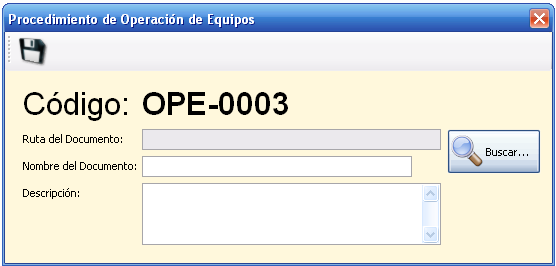 Procedimiento de Operación de Equipos
Código: OPE-0003
Ruta del Documento:
Buscar...
Nombre del Documento:
Descripción: